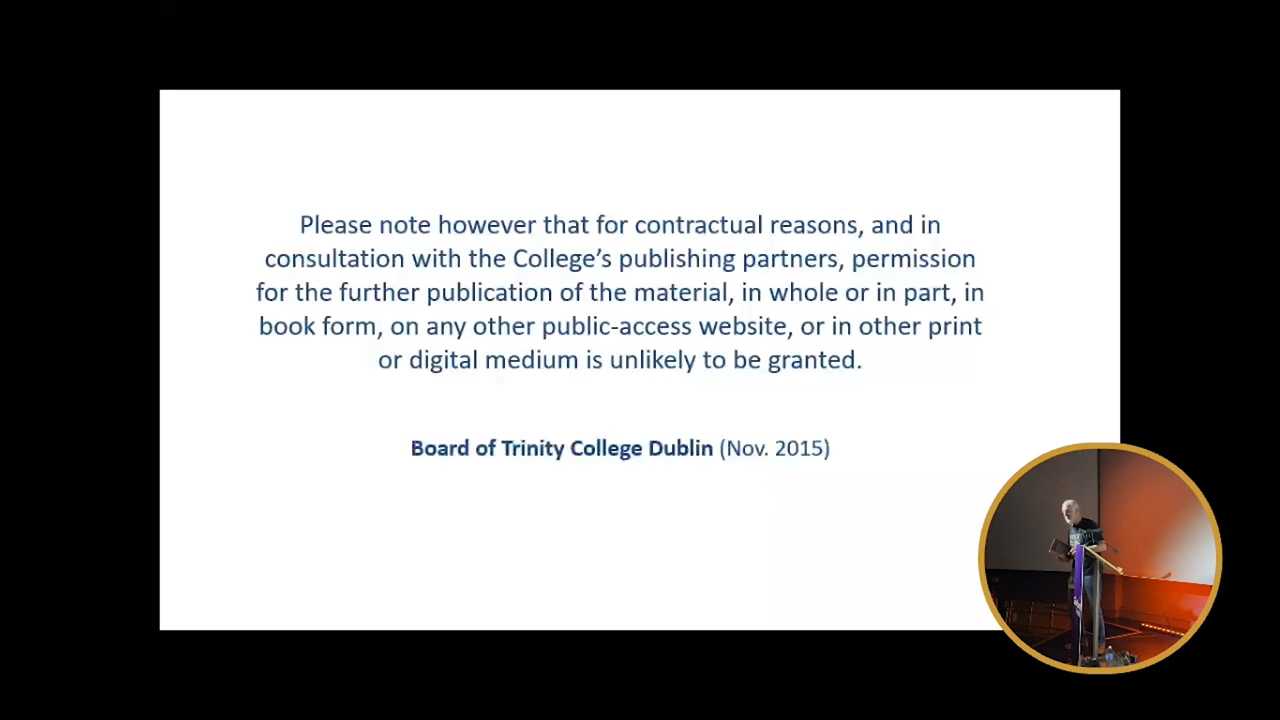 Please note however that for contractual reasons, and in
consultation with the College's publishing partners, permission
for the further publication of the material, in whole or in part, in
book form, on any other public-access website, or in other print
or digital medium is unlikely to be granted.
Board of Trinity College Dublin (Nov. 2015)